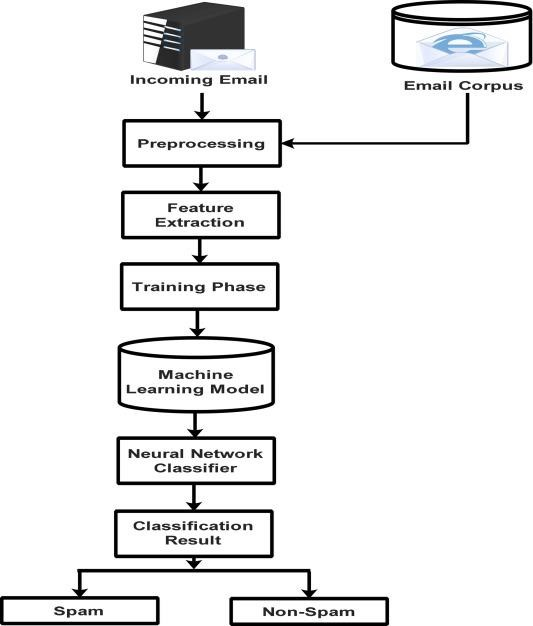 Incoming Email
Email Corpus
Preprocessing
Feature
Extraction
Training Phase
Machine
Learning Model
Neural Network
Classifier
Classification
Result
Spam
Non-Spam